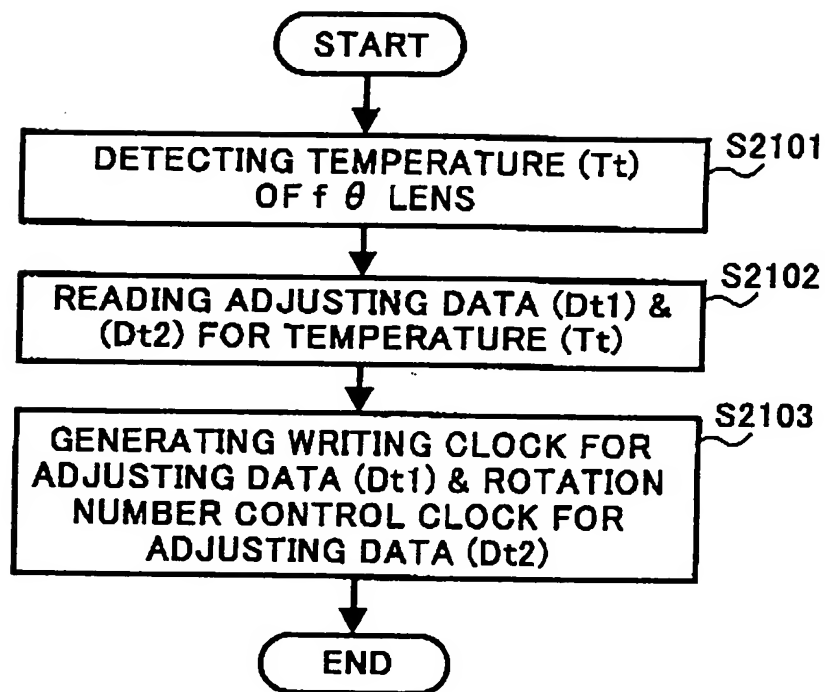 START
DETECTING TEMPERATURE (Tt)
OF f θ LENS
S2101
READING ADJUSTING DATA (Dt1) &
(Dt2) FOR TEMPERATURE (Tt)
S2102
GENERATING WRITING CLOCK FOR
ADJUSTING DATA (Dt1) & ROTATION
NUMBER CONTROL CLOCK FOR
ADJUSTING DATA (Dt2)
S2103
END